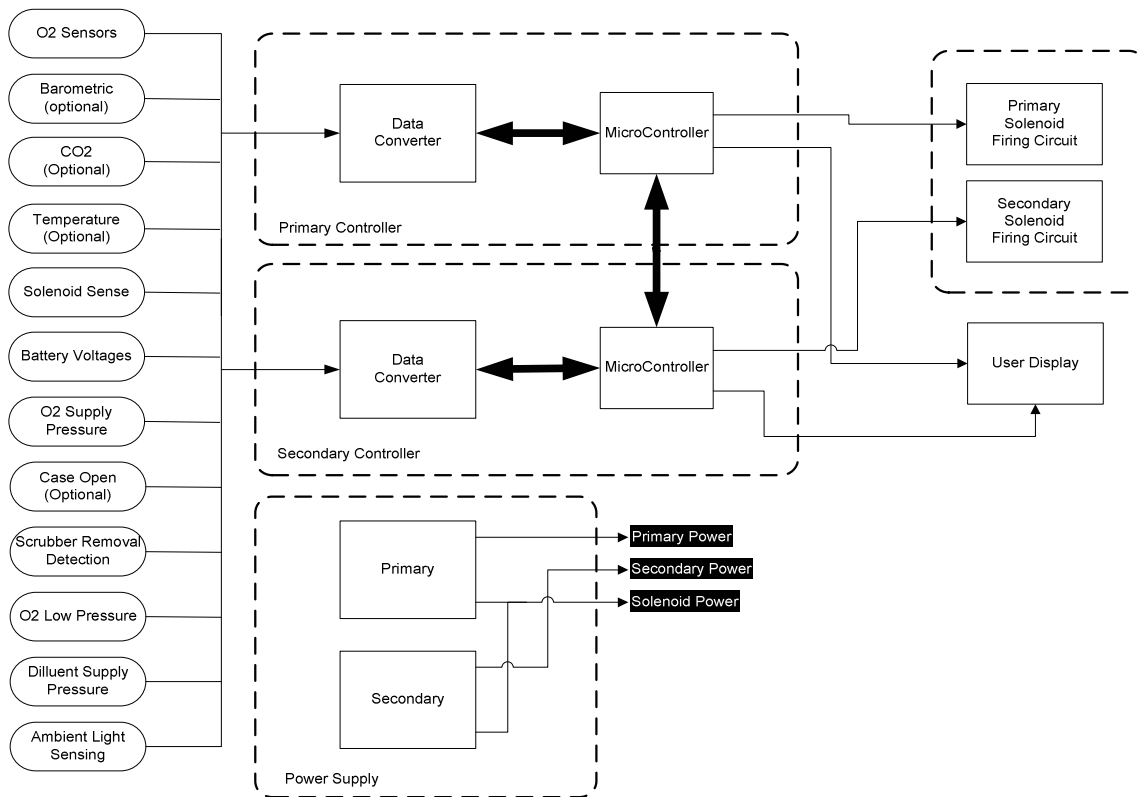 O2 Sensors
Barometric
(optional)
CO2
(Optional)
Temperature
(Optional)
Solenoid Sense
Battery Voltages
O2 Supply
Pressure
Case Open
(Optional)
Scrubber Removal
Detection
O2 Low Pressure
Dilluent Supply
Pressure
Ambient Light
Sensing
Data
Converter
MicroController
Primary Controller
Data
Converter
MicroController
Secondary Controller
Primary
Solenoid
Firing Circuit
Secondary
Solenoid
Firing Circuit
User Display
Primary
Secondary
Power Supply
Primary Power
Secondary Power
Solenoid Power